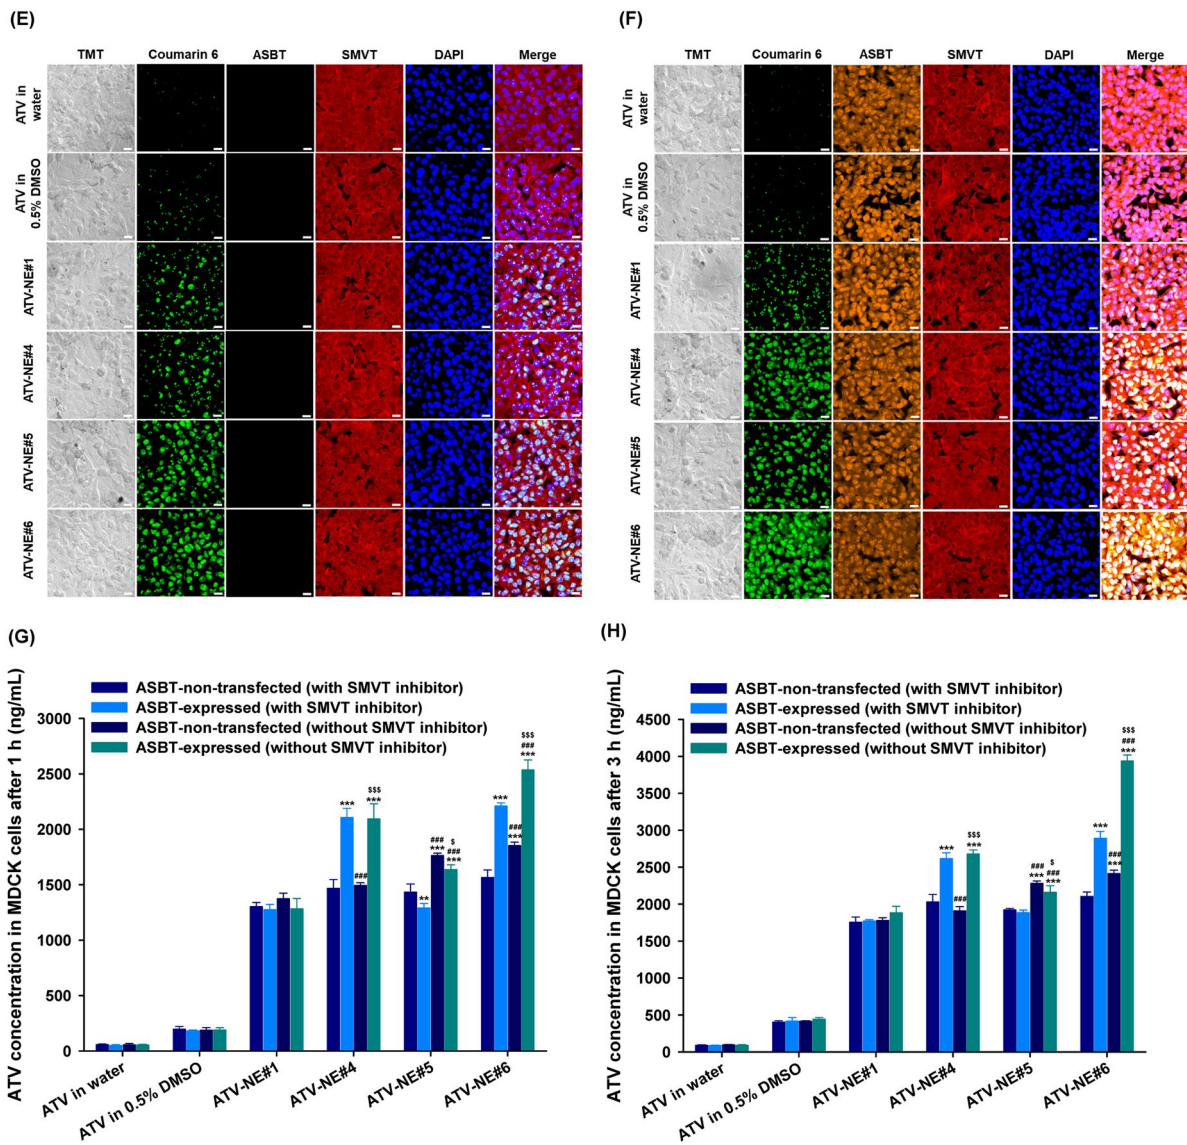 (E)
TMT Coumarin 6 ASBT SMVT DAPI Merge
ATV in
water
ATV in
0.5% DMSO
ATV-NE#1
ATV-NE#4
ATV-NE#5
ATV-NE#6
(F)
TMT Coumarin 6 ASBT SMVT DAPI Merge
ATV in
water
ATV in
0.5% DMSO
ATV-NE#1
ATV-NE#4
ATV-NE#5
ATV-NE#6
(G)
ATV concentration in MDCK cells after 1 h (ng/mL)
ASBT-non-transfected (with SMVT inhibitor)
ASBT-expressed (with SMVT inhibitor)
ASBT-non-transfected (without SMVT inhibitor)
ASBT-expressed (without SMVT inhibitor)
3000
2500
2000
1500
1000
500
0
***
$$$
***
###
**
###
***
$
###
***
***
###
***
$$$
###
***
ATV in water
ATV in 0.5% DMSO
ATV-NE#1
ATV-NE#4
ATV-NE#5
ATV-NE#6
(H)
ATV concentration in MDCK cells after 3 h (ng/mL)
ASBT-non-transfected (with SMVT inhibitor)
ASBT-expressed (with SMVT inhibitor)
ASBT-non-transfected (without SMVT inhibitor)
ASBT-expressed (without SMVT inhibitor)
4500
4000
3500
3000
2500
2000
1500
1000
500
0
***
###
$$$
***
###
***
$
###
***
***
###
***
$$$
###
***
ATV in water
ATV in 0.5% DMSO
ATV-NE#1
ATV-NE#4
ATV-NE#5
ATV-NE#6